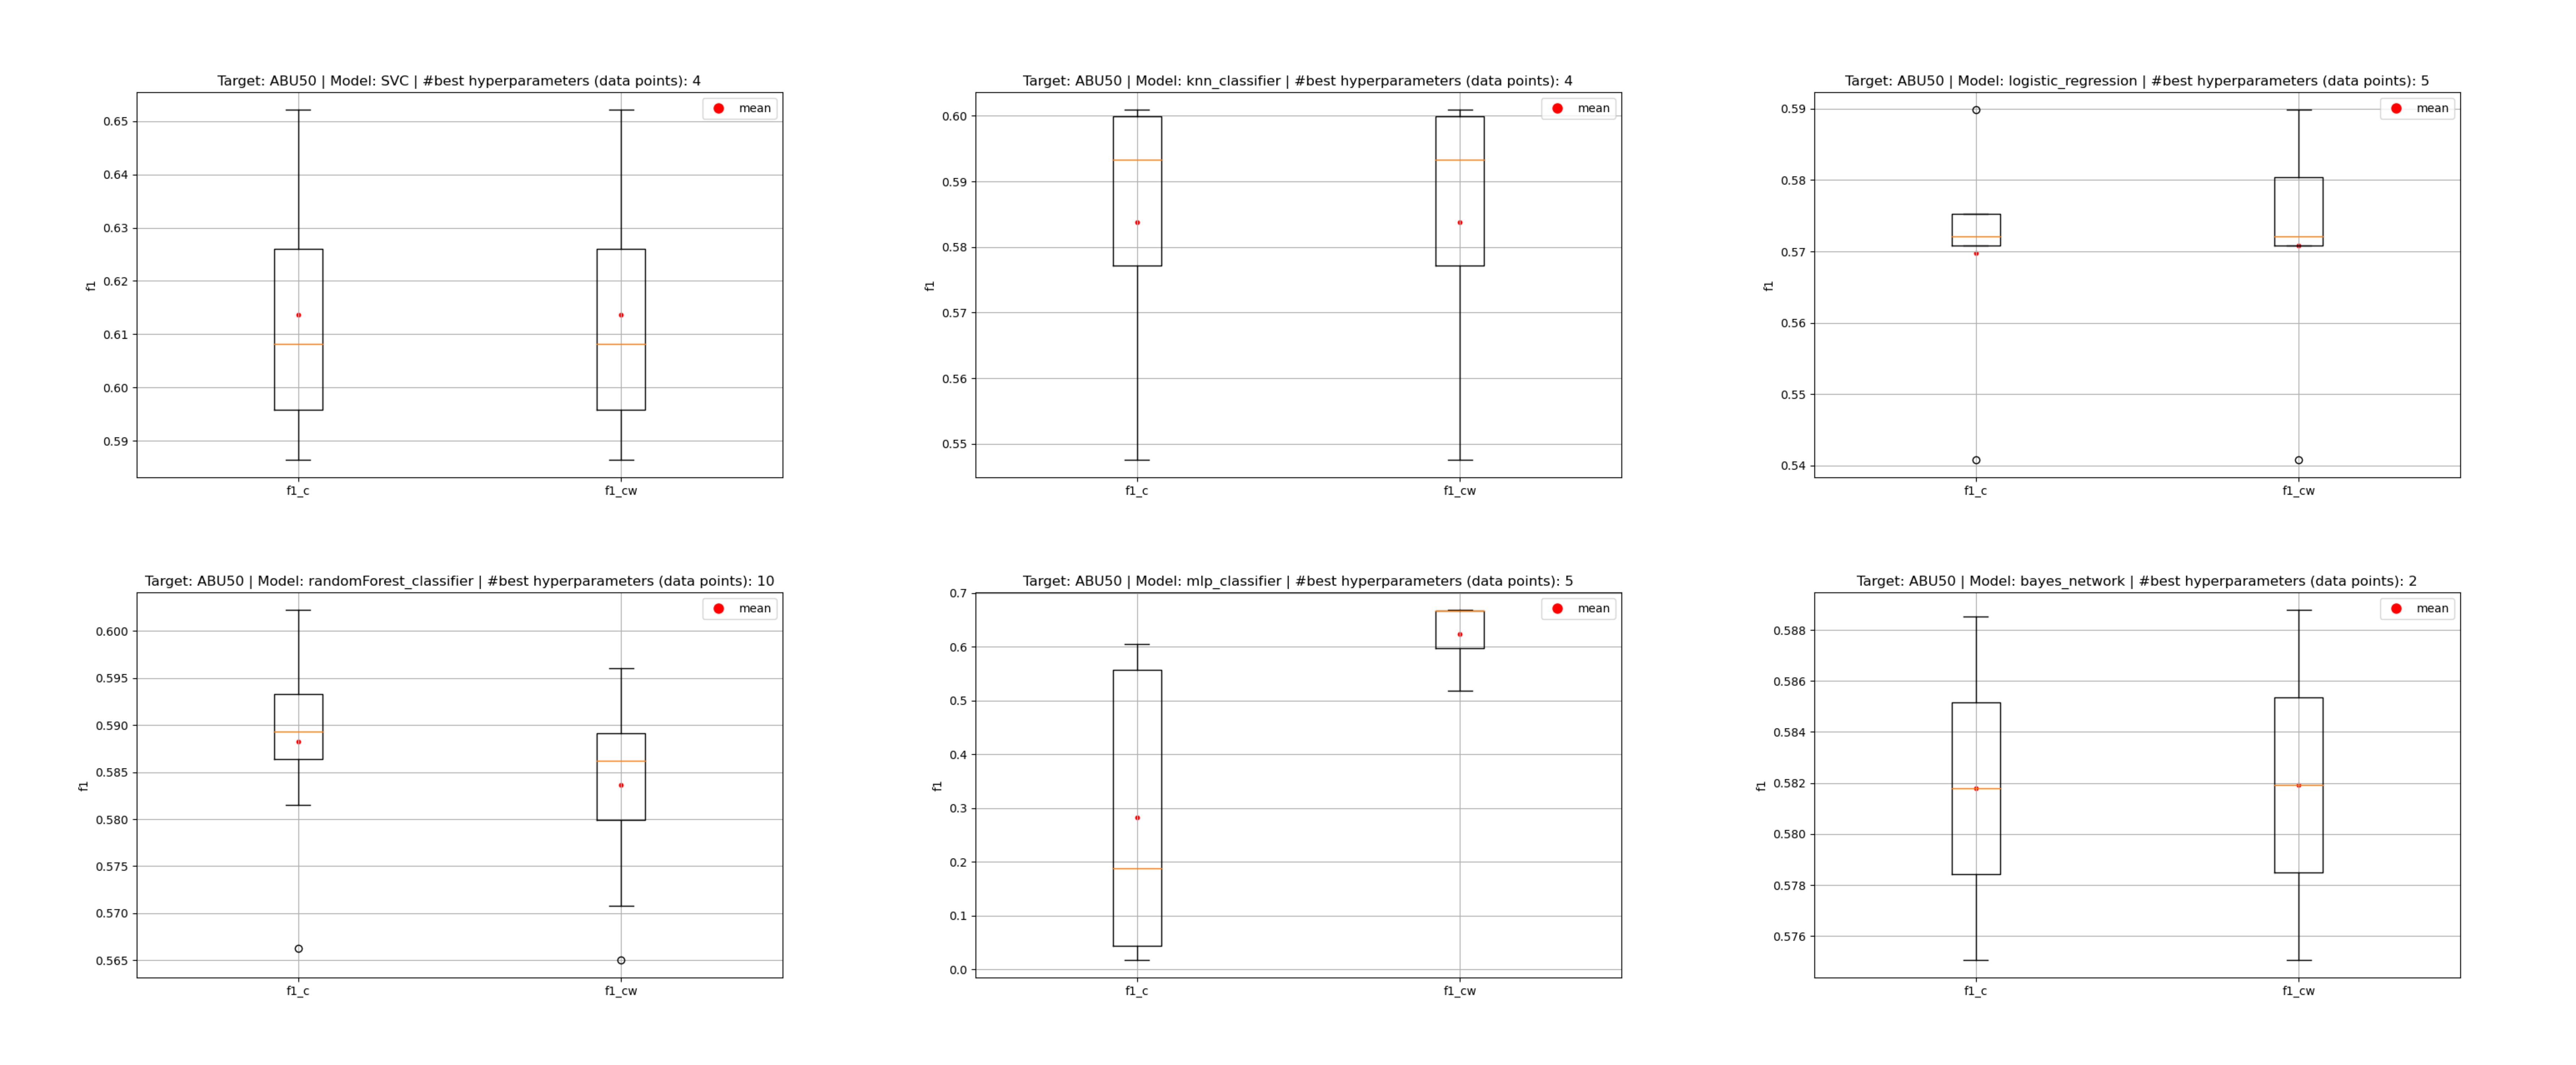 Target: ABU50 | Model: SVC | #best hyperparameters (data points): 4
mean
0.65
0.64
0.63
0.62
0.61
0.60
0.59
f1
f1_c
f1_cw
Target: ABU50 | Model: knn_classifier | #best hyperparameters (data points): 4
mean
0.60
0.59
0.58
0.57
0.56
0.55
f1
f1_c
f1_cw
Target: ABU50 | Model: logistic_regression | #best hyperparameters (data points): 5
mean
0.59
0.58
0.57
0.56
0.55
0.54
f1
f1_c
f1_cw
Target: ABU50 | Model: randomForest_classifier | #best hyperparameters (data points): 10
mean
0.600
0.595
0.590
0.585
0.580
0.575
0.570
0.565
f1
f1_c
f1_cw
Target: ABU50 | Model: mlp_classifier | #best hyperparameters (data points): 5
mean
0.7
0.6
0.5
0.4
0.3
0.2
0.1
0.0
f1
f1_c
f1_cw
Target: ABU50 | Model: bayes_network | #best hyperparameters (data points): 2
mean
0.588
0.586
0.584
0.582
0.580
0.578
0.576
f1
f1_c
f1_cw